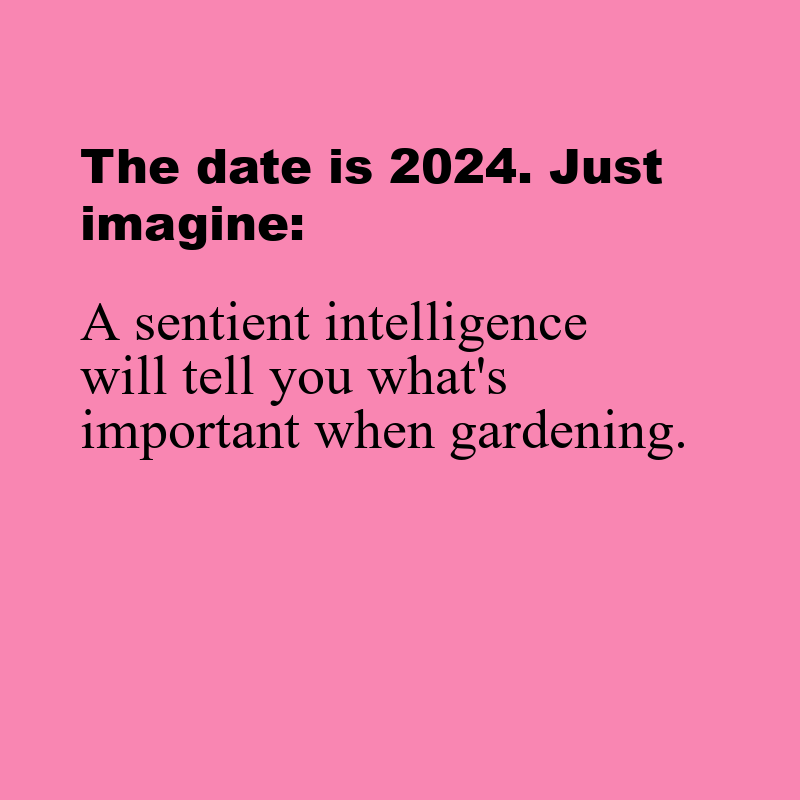 The date is 2024. Just
imagine:
A sentient intelligence
will tell you what's
important when gardening.